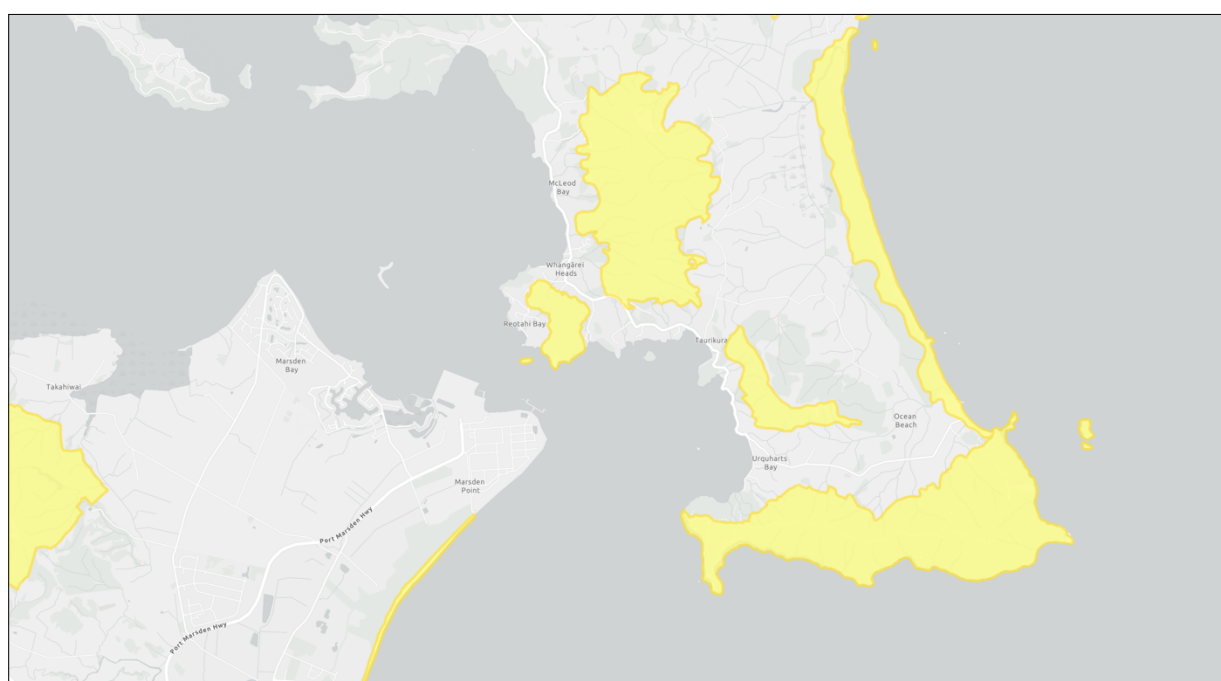 McLeod
Bay
Whangārei
Heads
Reotahi Bay
Taurikura
Marsden
Bay
Takahiwai
Ocean
Beach
Urquharts
Bay
Marsden
Point
Port Marsden Hwy
Port Marsden Hwy